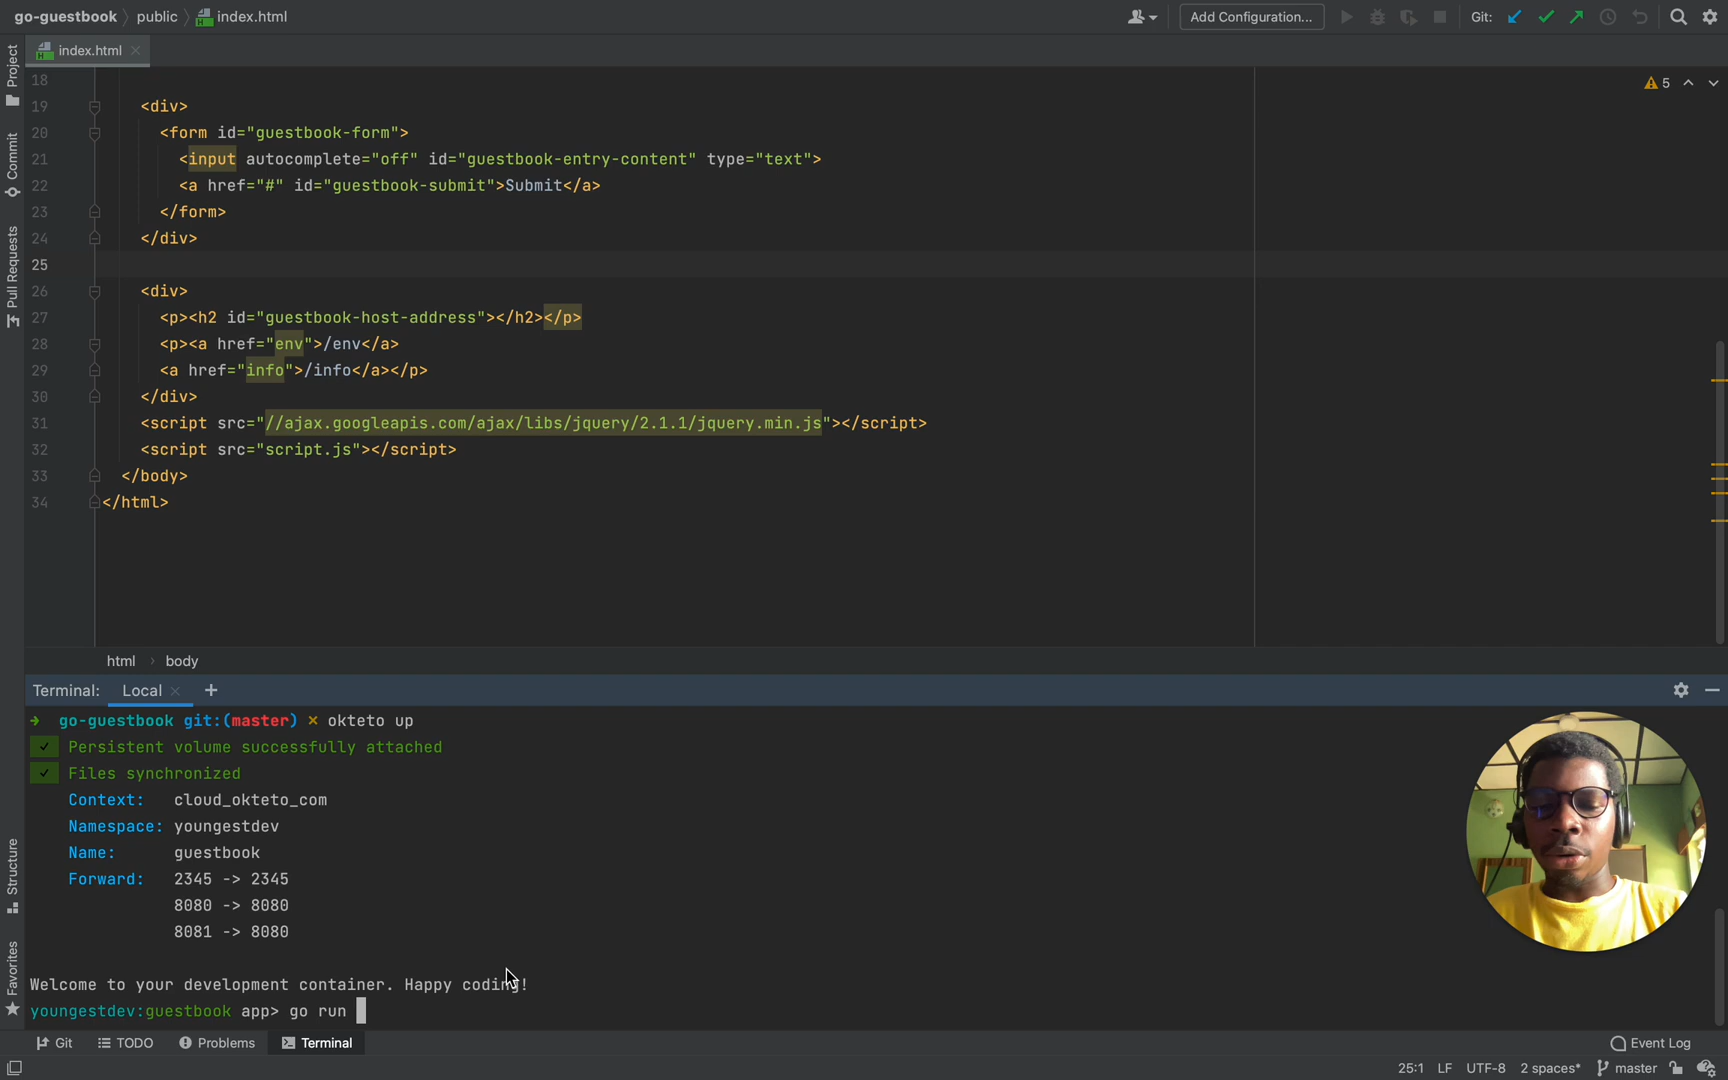 go-guestbook public index.html
Add Configuration...
Git:
index.html
5
Project
Commit
Pull Requests
Structure
Favorites
18
19 <div>
20 <form id="guestbook-form">
21 <input autocomplete="off" id="guestbook-entry-content" type="text">
22 <a href="#" id="guestbook-submit">Submit</a>
23 </form>
24 </div>
25
26 <div>
27 <p><h2 id="guestbook-host-address"></h2></p>
28 <p><a href="env">/env</a>
29 <a href="info">/info</a></p>
30 </div>
31 <script src="//ajax.googleapis.com/ajax/libs/jquery/2.1.1/jquery.min.js"></script>
32 <script src="script.js"></script>
33 </body>
34 </html>
html › body
Terminal: Local × +
→ go-guestbook git:(master) × okteto up
✓ Persistent volume successfully attached
✓ Files synchronized
Context: cloud_okteto_com
Namespace: youngestdev
Name: guestbook
Forward: 2345 -> 2345
8080 -> 8080
8081 -> 8080
Welcome to your development container. Happy coding!
youngestdev:guestbook app> go run
Git TODO Problems Terminal
Event Log
25:1 LF UTF-8 2 spaces* master